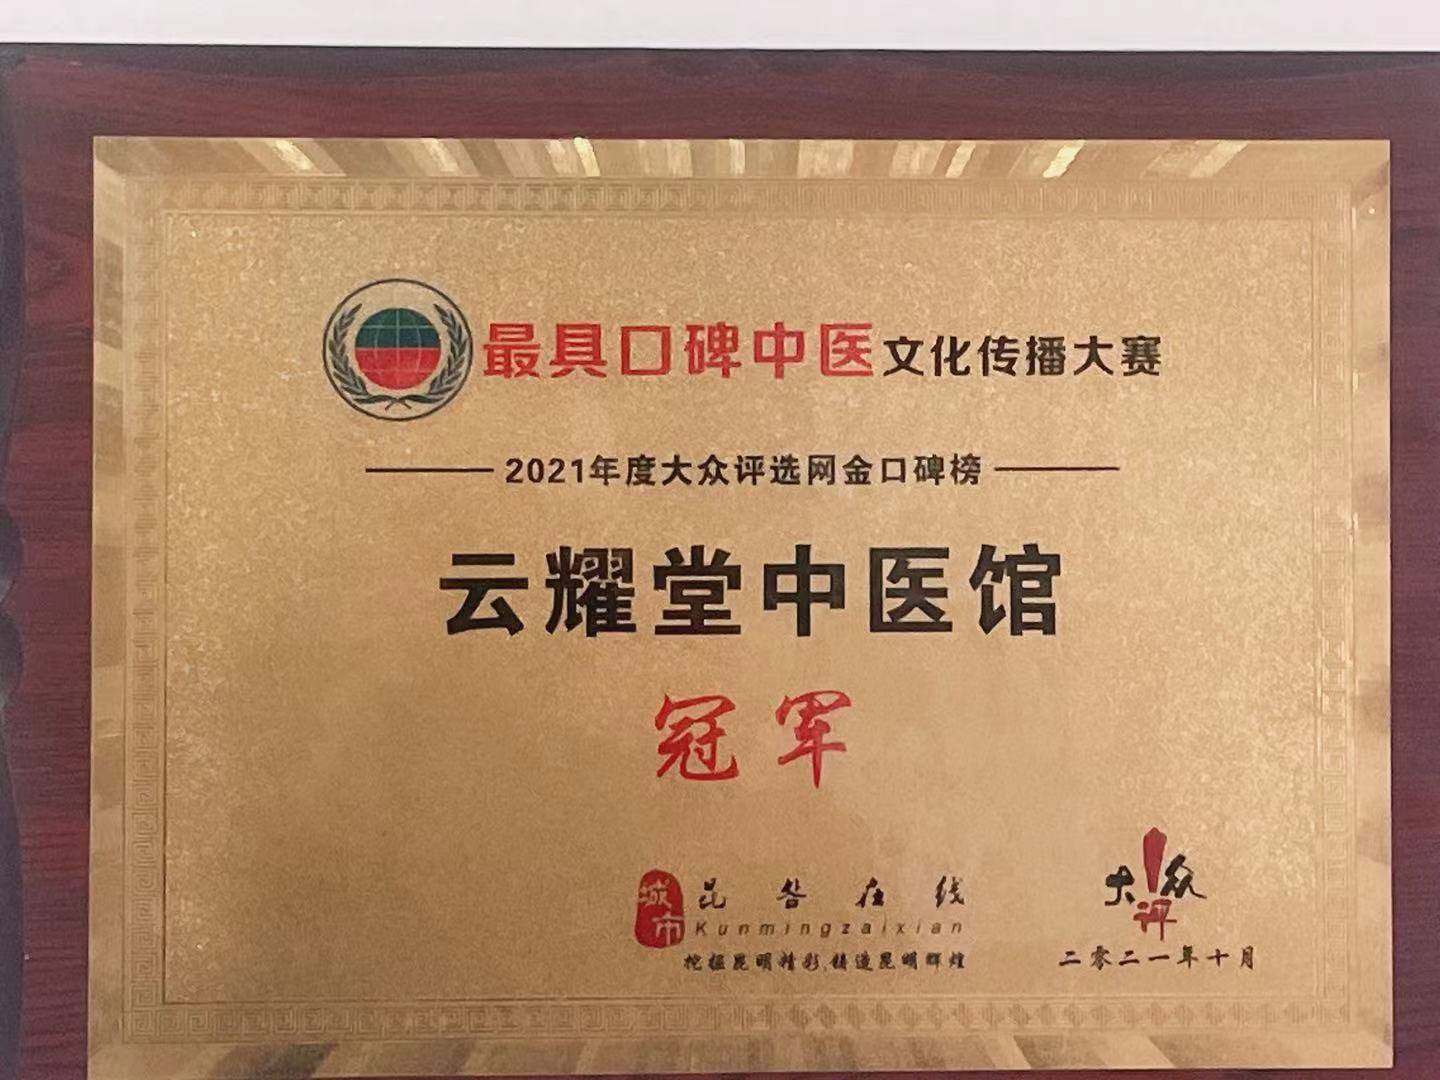 最具口碑中医文化传播大赛
2021年度大众评选网金口碑榜
云耀堂中医馆
冠军
城市
昆明在线
Kunmingzaixian
挖掘昆明精彩,铸造昆明辉煌
大众评
二零二一年十月